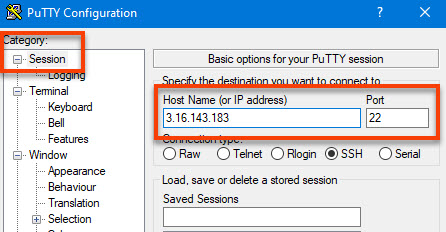 PuTTY Configuration
Category:
Session
Logging
Terminal
Keyboard
Bell
Features
Window
Appearance
Behaviour
Translation
Selection
Basic options for your PuTTY session
Specify the destination you want to connect to
Host Name (or IP address)
Port
3.16.143.183
22
Connection type:
Raw
Telnet
Rlogin
SSH
Serial
Load, save or delete a stored session
Saved Sessions